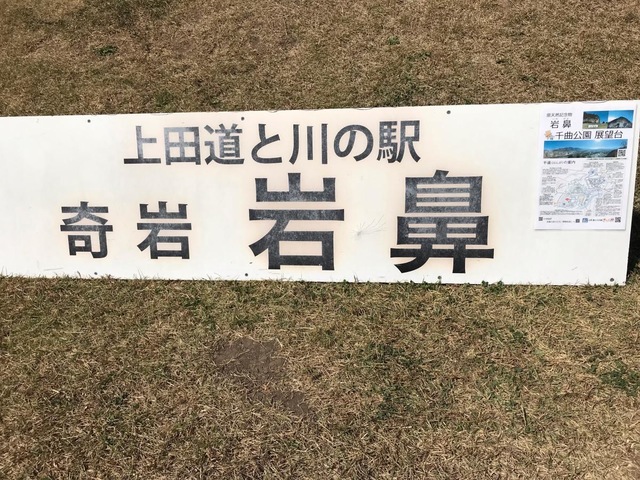 上田道と川の駅
奇岩 岩鼻
岩鼻
千曲公園 展望台